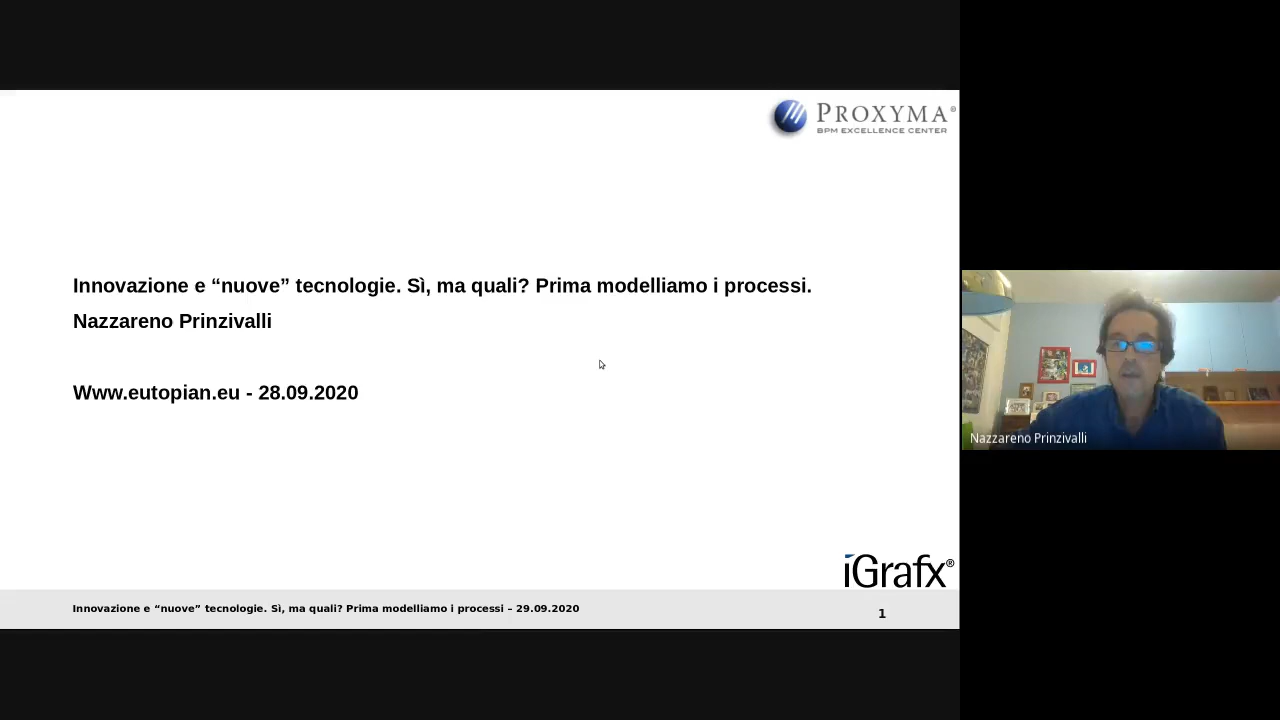 PROXYMA®
BPM EXCELLENCE CENTER
Innovazione e “nuove” tecnologie. Sì, ma quali? Prima modelliamo i processi.
Nazzareno Prinzivalli
Www.eutopian.eu - 28.09.2020
Nazzareno Prinzivalli
iGrafx®
Innovazione e “nuove” tecnologie. Sì, ma quali? Prima modelliamo i processi – 29.09.2020
1